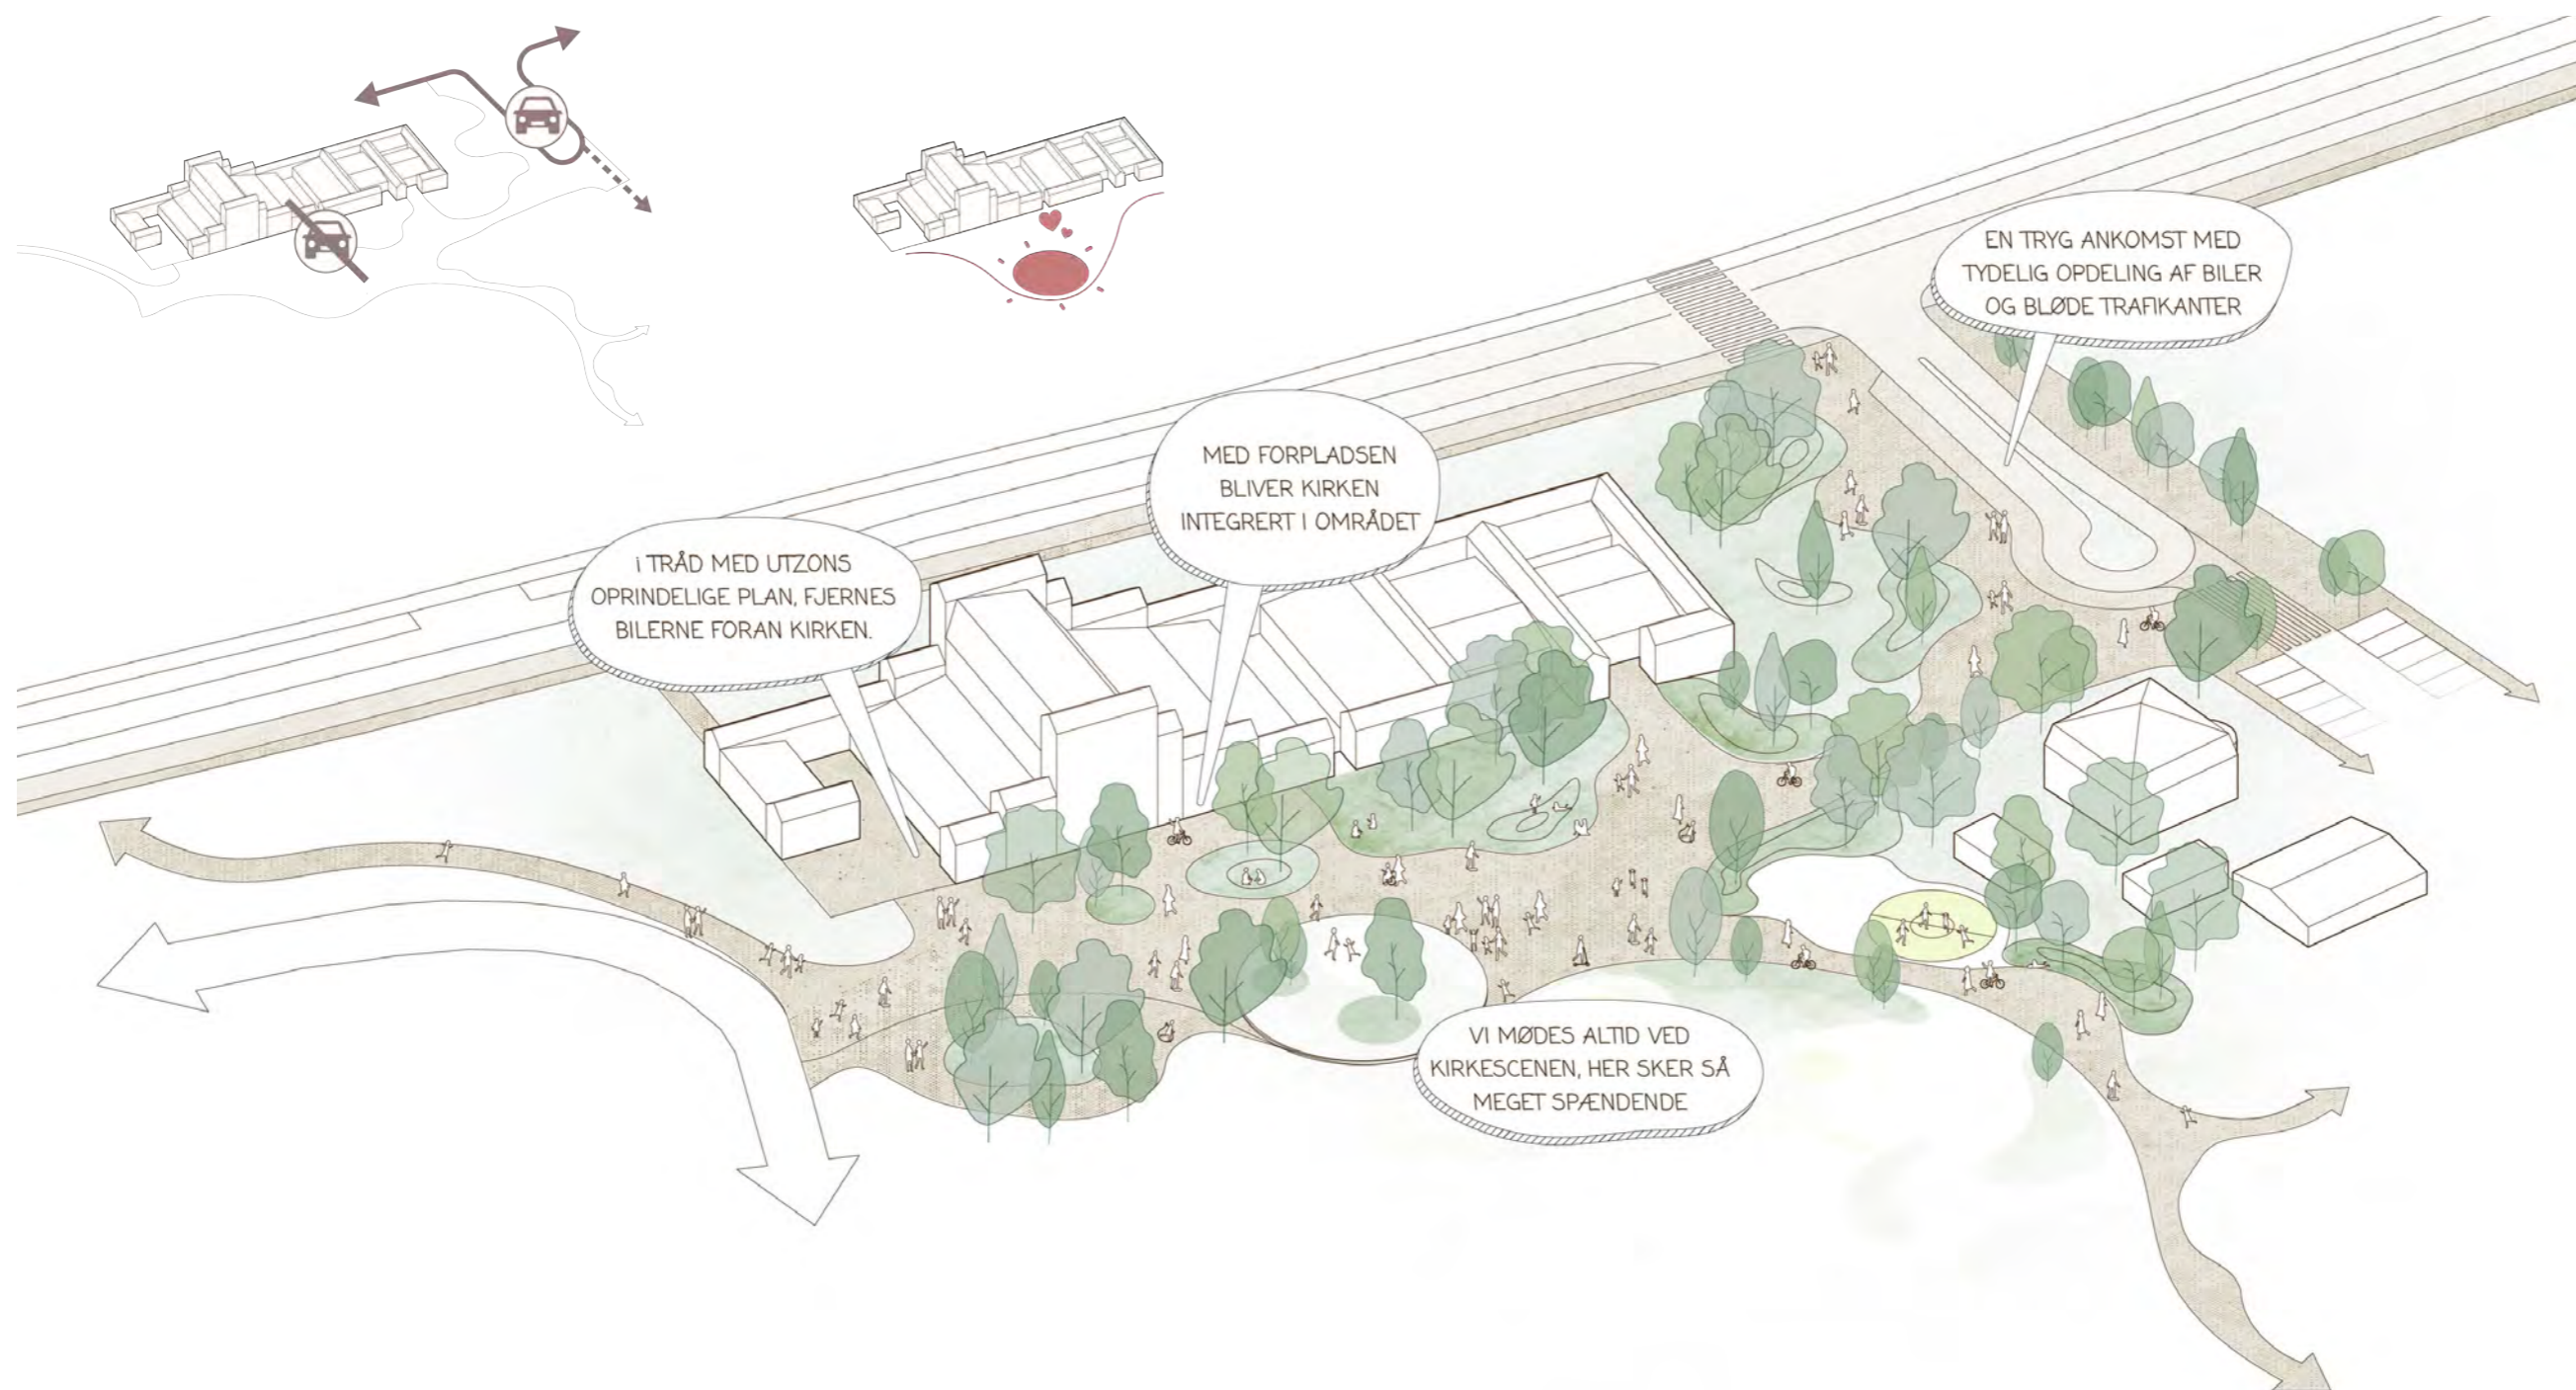 EN TRYG ANKOMST MED
TYDELIG OPDELING AF BILER
OG BLØDE TRAFIKANTER
MED FORPLADSEN
BLIVER KIRKEN
INTEGRERT I OMRÅDET
i TRÅD MED UTZONS
OPRINDELIGE PLAN, FJERNES
BILERNE FORAN KIRKEN.
VI MØDES ALTID VED
KIRKESCENEN, HER SKER SÅ
MEGET SPÆNDENDE